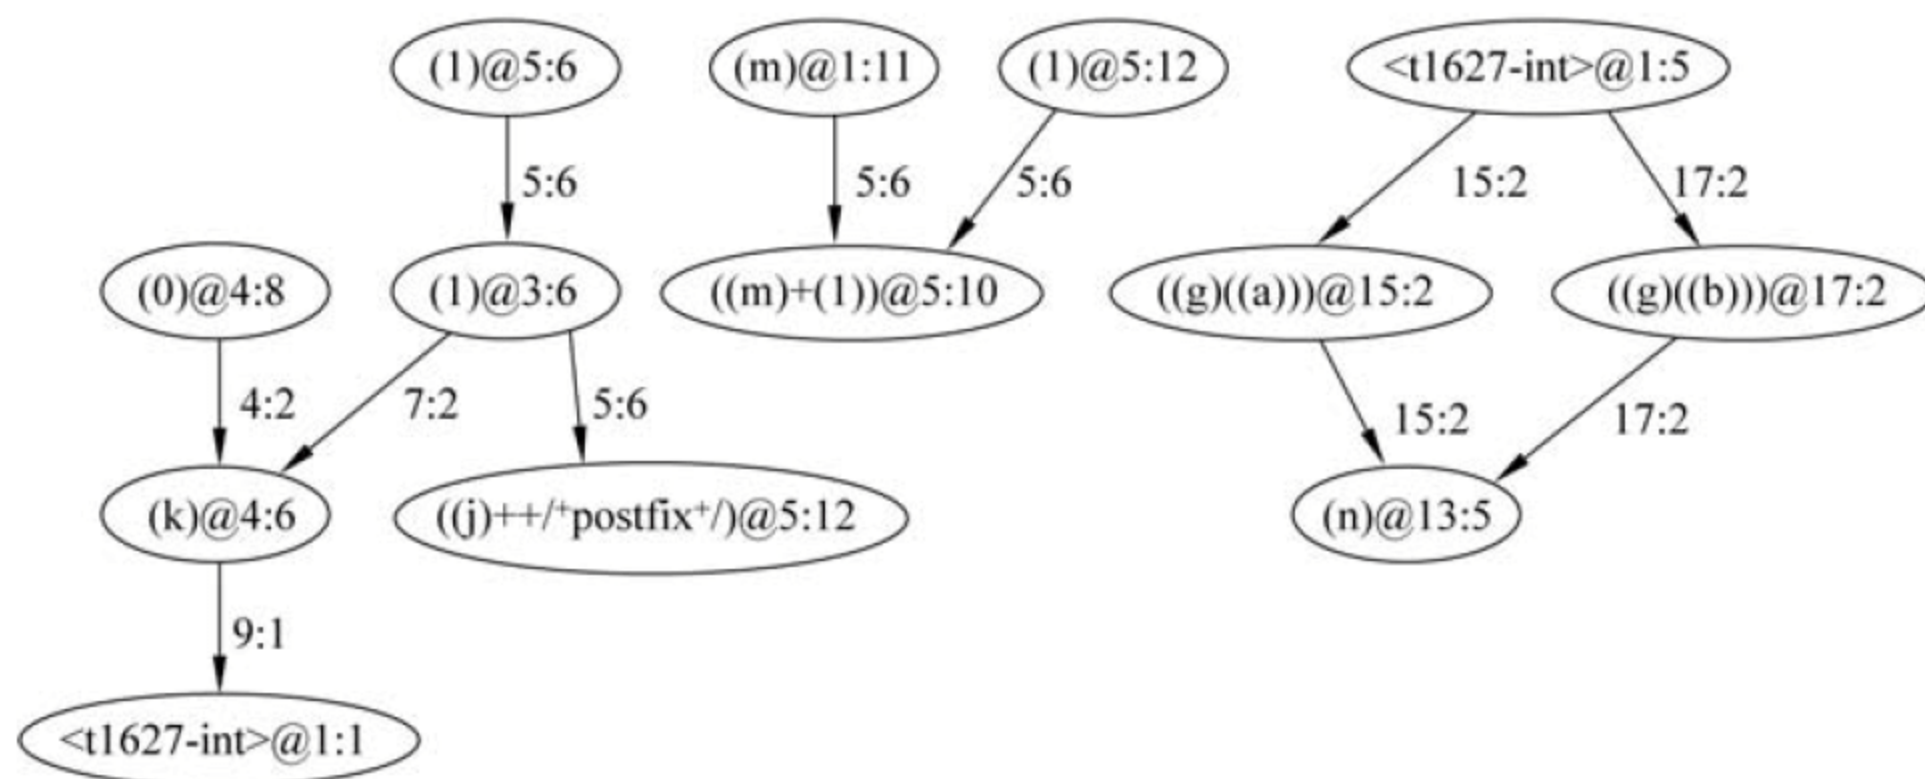 (1)@5:6 (m)@1:11 (1)@5:12 <t1627-int>@1:5
5:6 5:6 5:6 15:2 17:2
(0)@4:8 (1)@3:6 ((m)+(1))@5:10 ((g)((a)))@15:2 ((g)((b)))@17:2
4:2 7:2 5:6 15:2 17:2
(k)@4:6 ((j)++/+postfix+/)@5:12 (n)@13:5
9:1
<t1627-int>@1:1